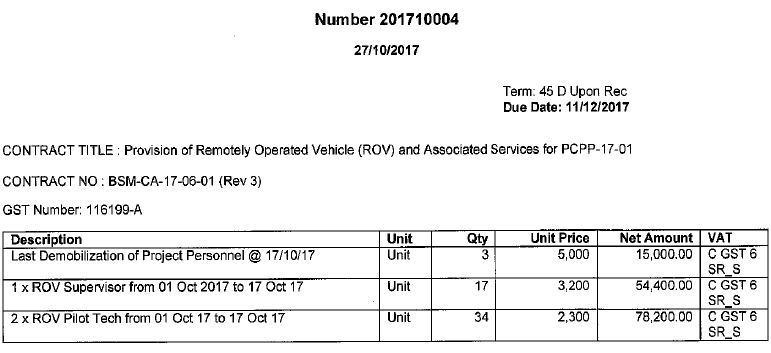 Number 201710004
27/10/2017
Term: 45 D Upon Rec
Due Date: 11/12/2017
CONTRACT TITLE : Provision of Remotely Operated Vehicle (ROV) and Associated Services for PCPP-17-01
CONTRACT NO : BSM-CA-17-06-01 (Rev 3)
GST Number: 116199-A
Description Unit Qty Unit Price Net Amount VAT
Last Demobilization of Project Personnel @ 17/10/17 Unit 3 5,000 15,000.00 C GST 6
SR_S
1 x ROV Supervisor from 01 Oct 2017 to 17 Oct 17 Unit 17 3,200 54,400.00 C GST 6
SR_S
2 x ROV Pilot Tech from 01 Oct 17 to 17 Oct 17 Unit 34 2,300 78,200.00 C GST 6
SR_S